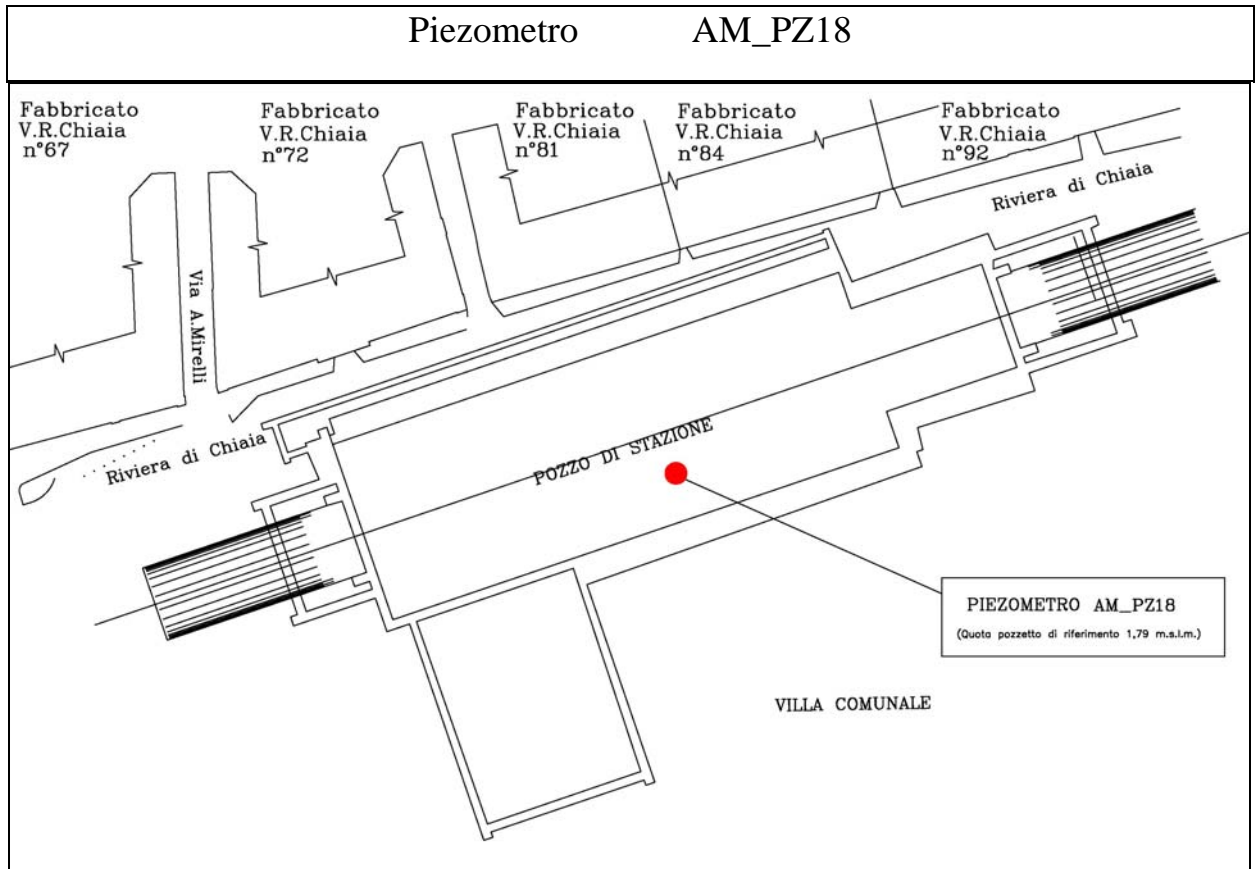 Piezometro AM_PZ18
Fabbricato
V.R.Chiaia
n°67
Fabbricato
V.R.Chiaia
n°72
Fabbricato
V.R.Chiaia
n°81
Fabbricato
V.R.Chiaia
n°84
Fabbricato
V.R.Chiaia
n°92
Riviera di Chiaia
Via A.Mirelli
Riviera di Chiaia
POZZO DI STAZIONE
PIEZOMETRO AM_PZ18
(Quota pozzetto di riferimento 1,79 m.s.l.m.)
VILLA COMUNALE